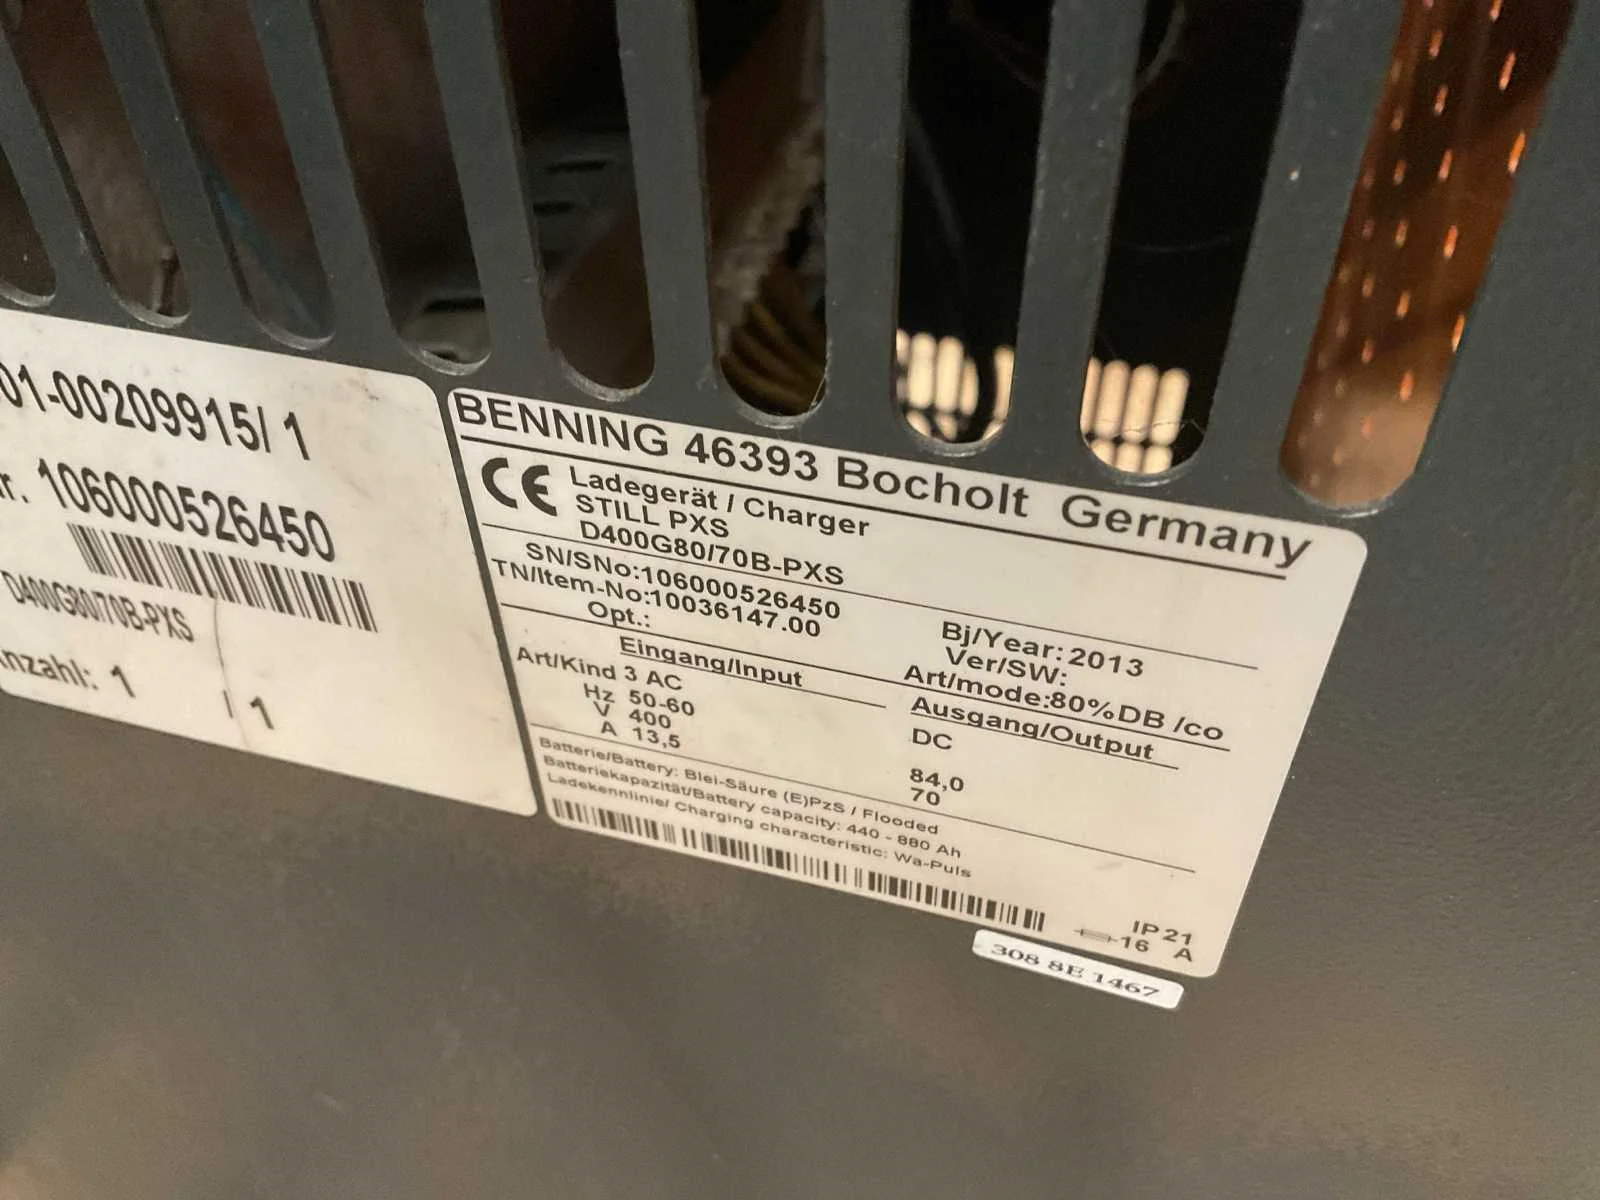 01-00209915/ 1
r. 106000526450
D400G80/70B-PXS
nzahl: 1 / 1
BENNING 46393 Bocholt Germany
CE
Ladegerät / Charger
STILL PXS
D400G80/70B-PXS
SN/SNo:106000526450
TN/Item-No:10036147.00
Opt.:
Bj/Year: 2013
Ver/SW:
Art/mode:80%DB /co
Eingang/Input
Ausgang/Output
Art/Kind 3 AC
DC
Hz 50-60
V 400
84,0
A 13,5
70
Batterie/Battery: Blei-Säure (E)PzS / Flooded
Batteriekapazität/Battery capacity: 440 - 880 Ah
Ladekennlinie/ Charging characteristic: Wa-Puls
IP 21
16 A
308 8E 1467